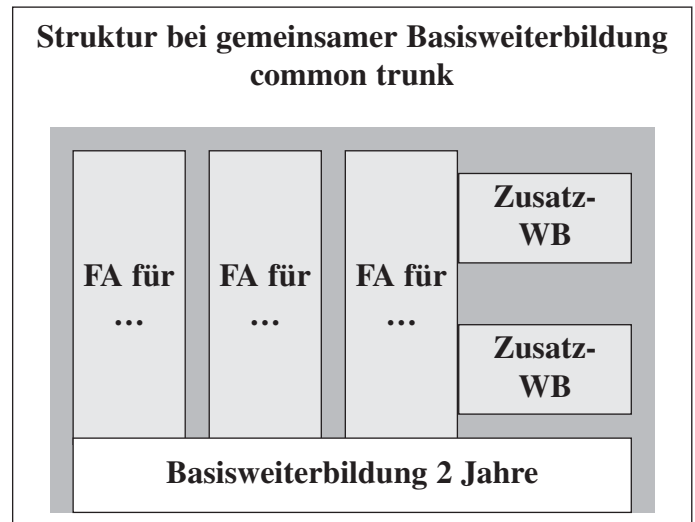 Struktur bei gemeinsamer Basisweiterbildung
common trunk
FA für
…
FA für
…
FA für
…
Zusatz-
WB
Zusatz-
WB
Basisweiterbildung 2 Jahre